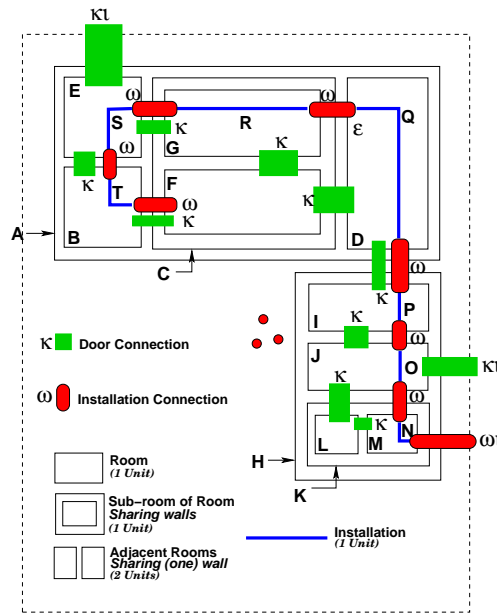 κι
E
ω
ω
Q
S
R
κ
ε
G
κ
ω
κ
T
F
κ
ω
κ
A
B
D
C
ω
κ
P
I
κ
ω
J
O
κι
κ
ω
κ
N
L
M
ωι
H
K
κ Door Connection
ω Installation Connection
Room
(1 Unit)
Sub-room of Room
Sharing walls
(1 Unit)
Adjacent Rooms
Sharing (one) wall
(2 Units)
Installation
(1 Unit)